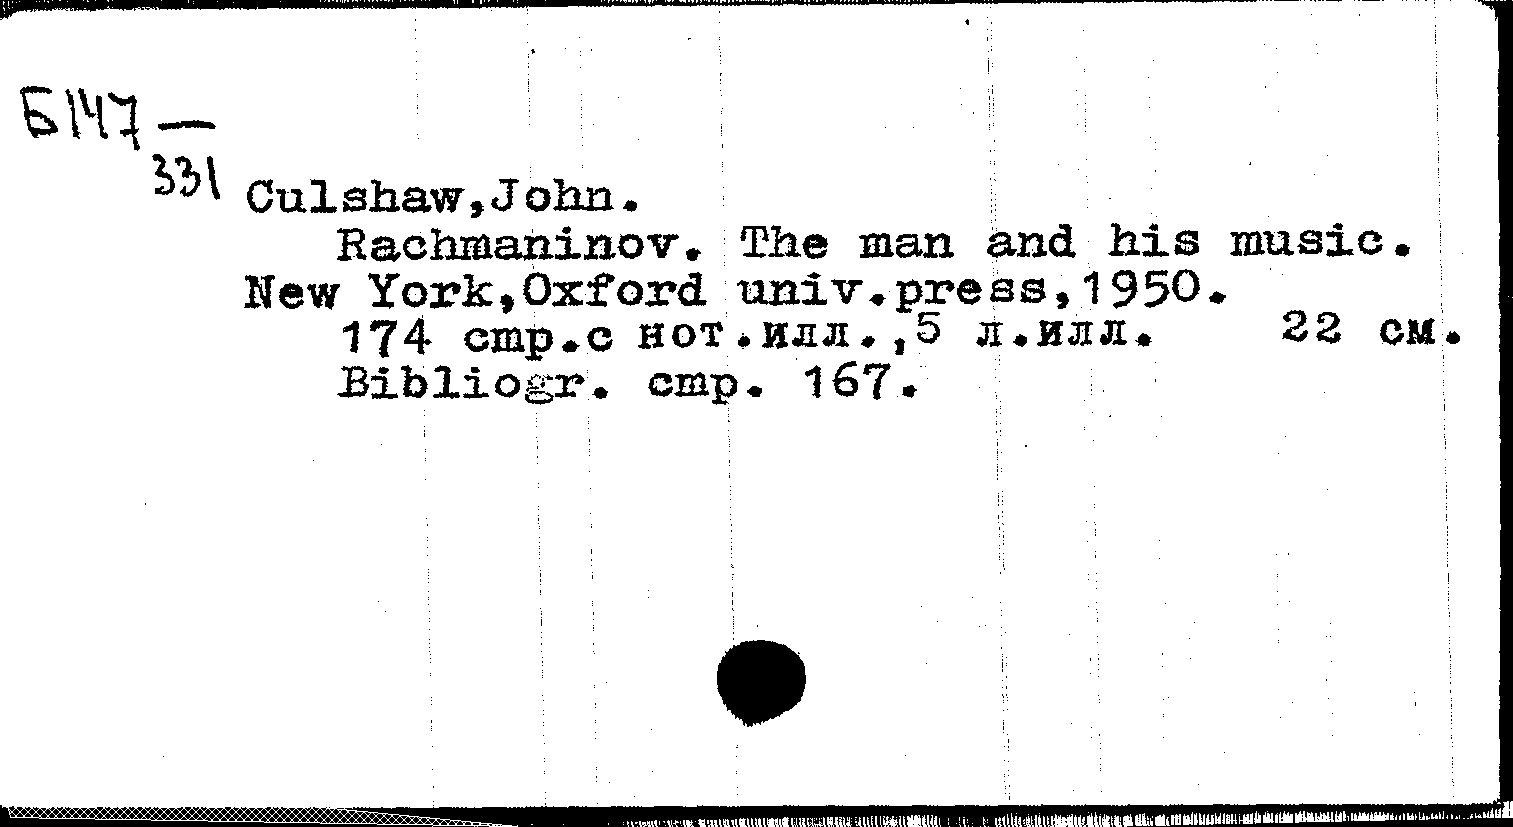 Б147—
331
Culshaw,John.
Rachmaninov. The man and his music.
New York,Oxford univ.press,1950.
174 стр.с нот.илл.,5 л.илл. 22 см.
Bibliogr. стр. 167.